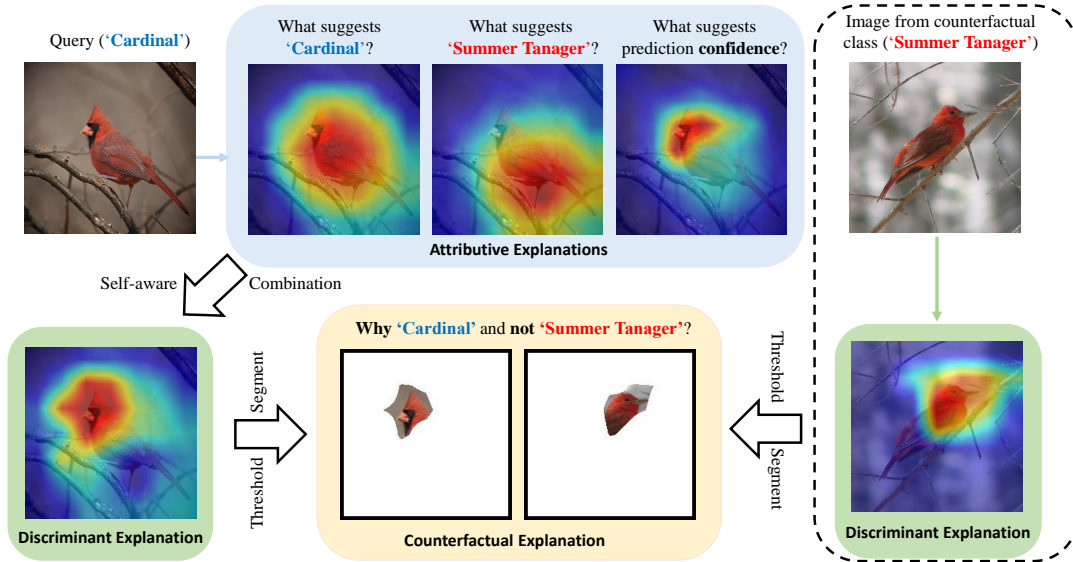 Query (‘Cardinal’)
What suggests
‘Cardinal’?
What suggests
‘Summer Tanager’?
What suggests
prediction confidence?
Attributive Explanations
Image from counterfactual
class (‘Summer Tanager’)
Self-aware
Combination
Discriminant Explanation
Segment
Threshold
Why ‘Cardinal’ and not ‘Summer Tanager’?
Counterfactual Explanation
Threshold
Segment
Discriminant Explanation